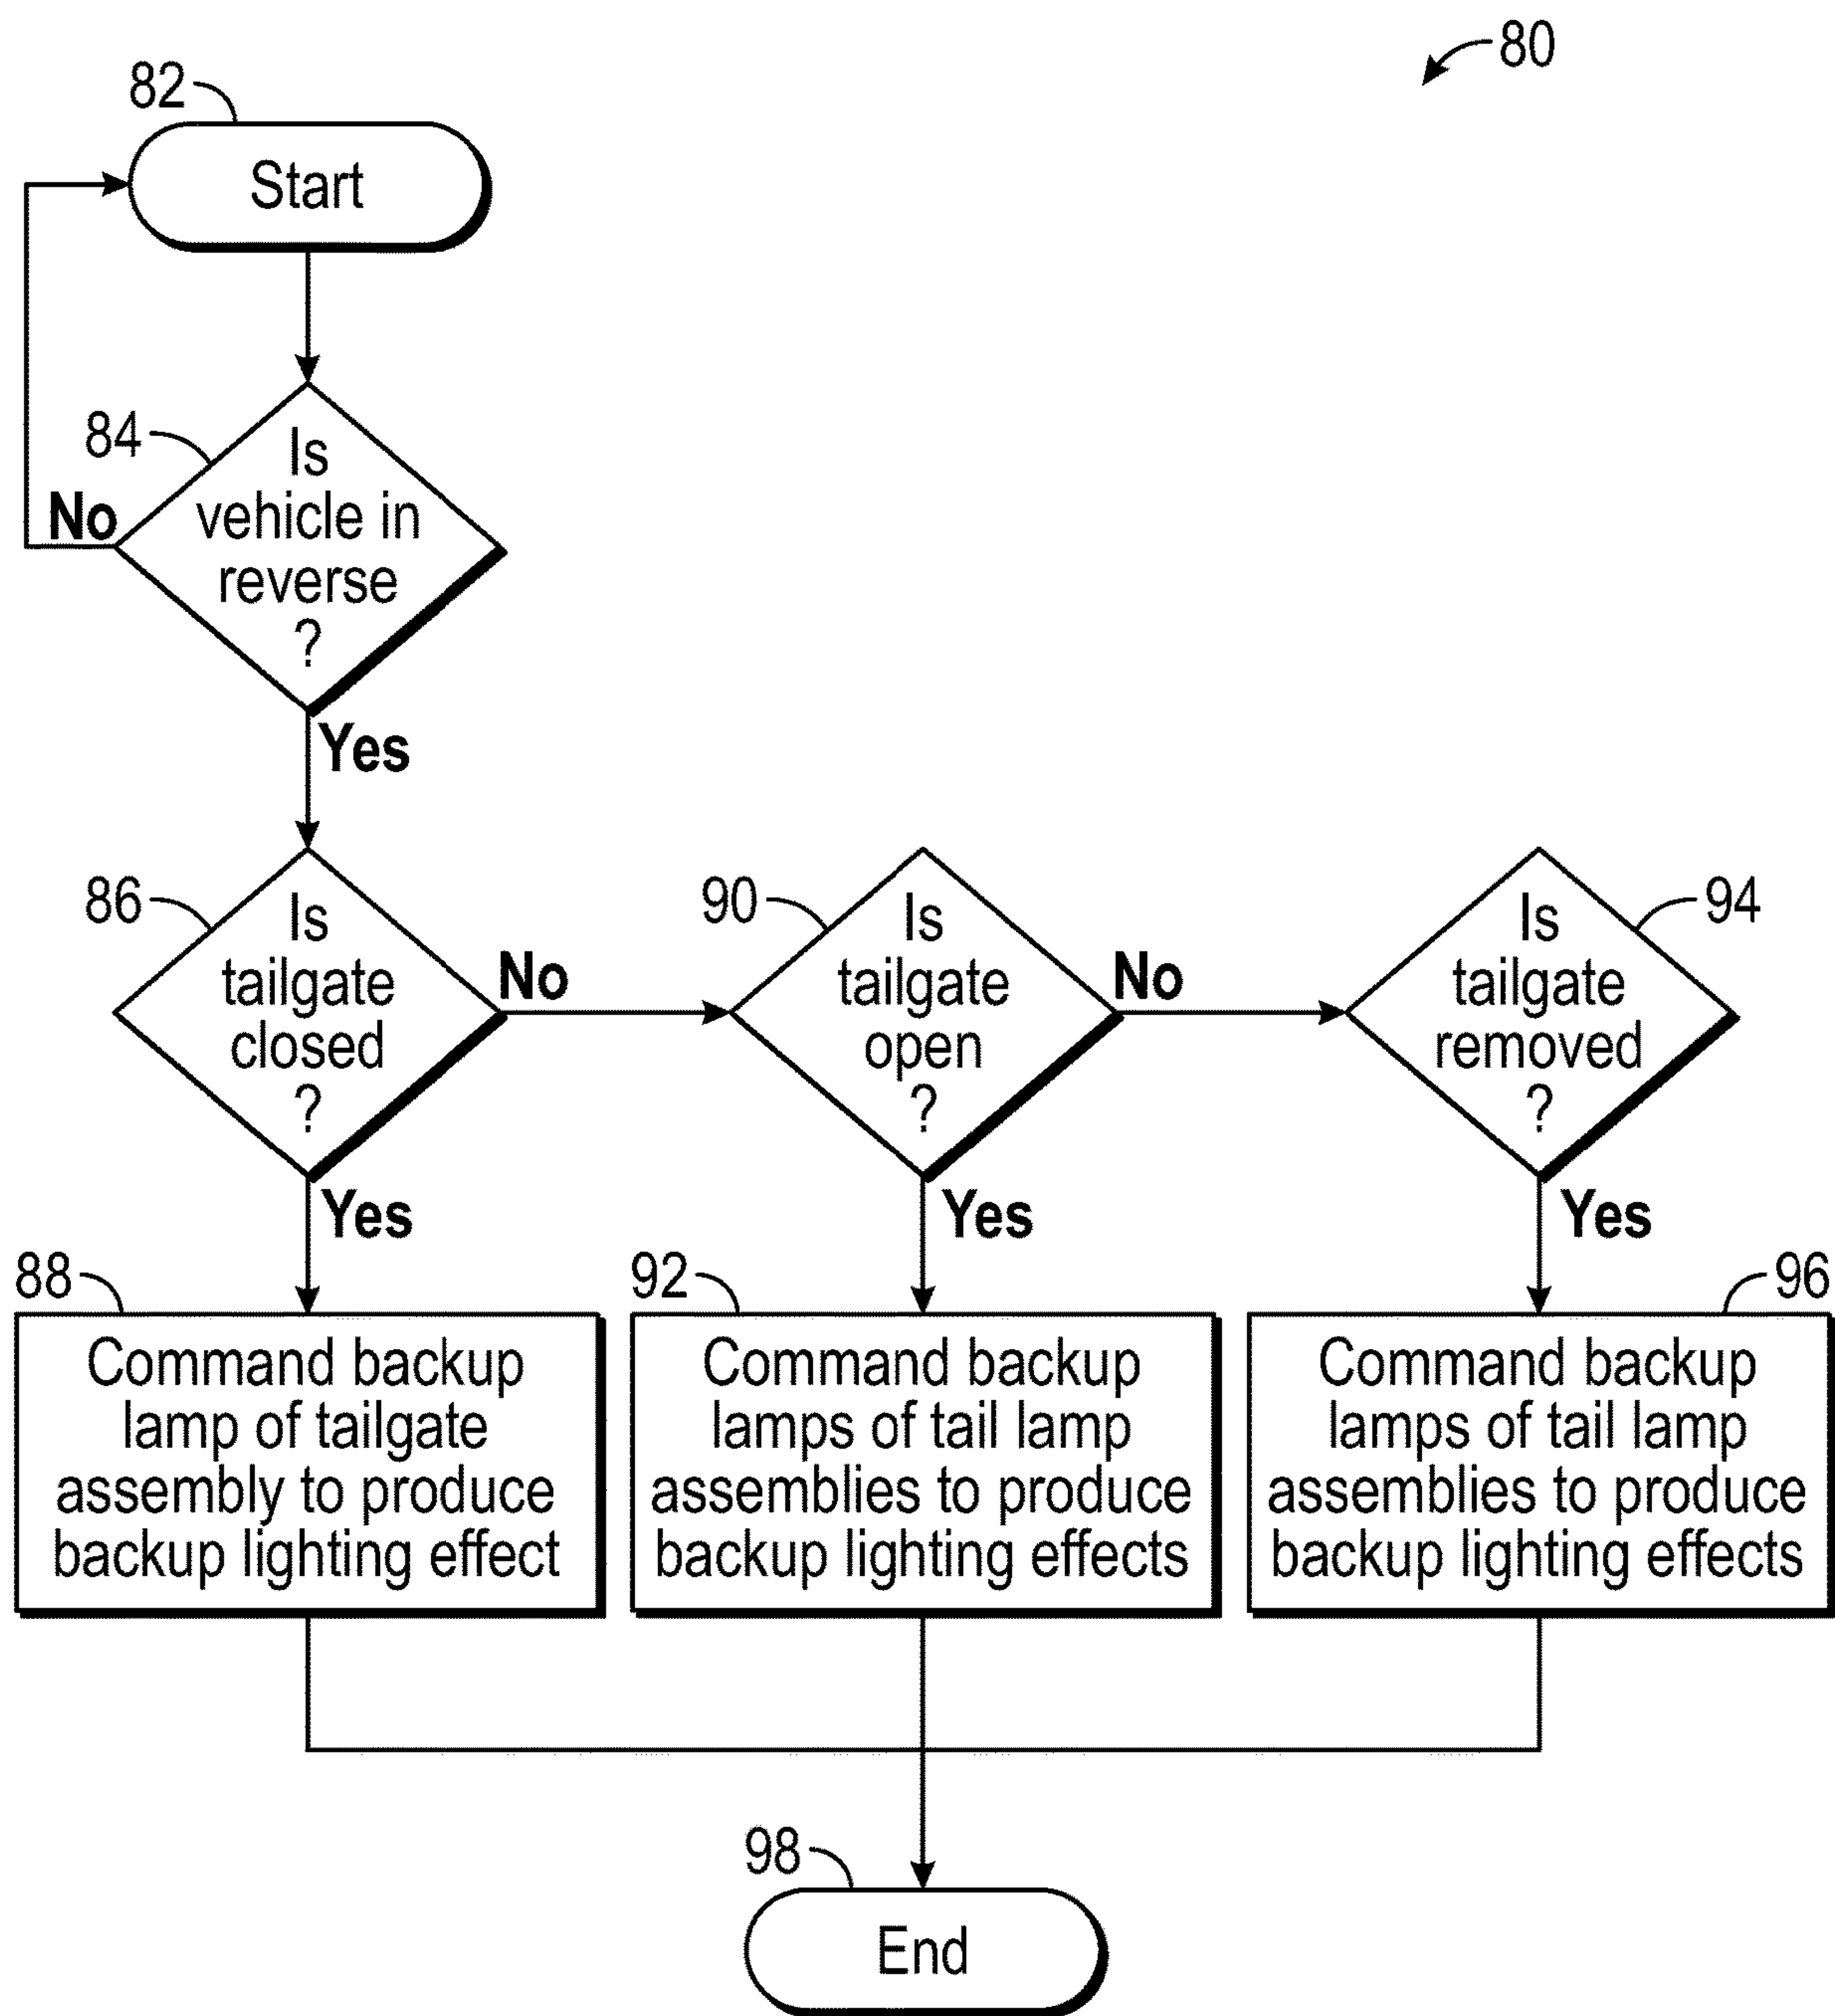 80
82
Start
84
Is
vehicle in
reverse
?
No
Yes
86
Is
tailgate
closed
?
No
90
Is
tailgate
open
?
No
94
Is
tailgate
removed
?
Yes
Yes
Yes
88
Command backup
lamp of tailgate
assembly to produce
backup lighting effect
92
Command backup
lamps of tail lamp
assemblies to produce
backup lighting effects
96
Command backup
lamps of tail lamp
assemblies to produce
backup lighting effects
98
End